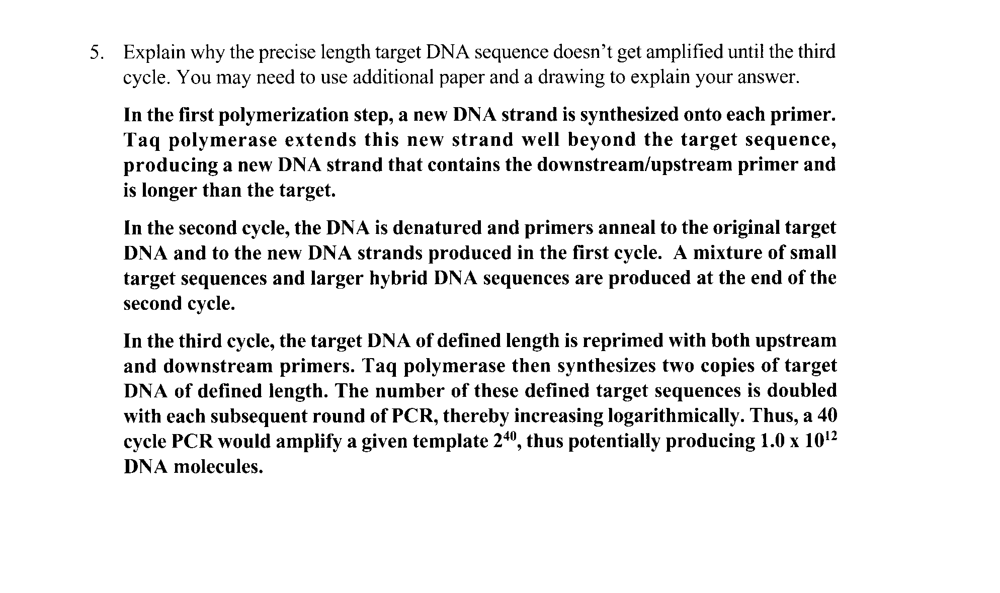 5. Explain why the precise length target DNA sequence doesn’t get amplified until the third
cycle. You may need to use additional paper and a drawing to explain your answer.
In the first polymerization step, a new DNA strand is synthesized onto each primer.
Taq polymerase extends this new strand well beyond the target sequence,
producing a new DNA strand that contains the downstream/upstream primer and
is longer than the target.
In the second cycle, the DNA is denatured and primers anneal to the original target
DNA and to the new DNA strands produced in the first cycle. A mixture of small
target sequences and larger hybrid DNA sequences are produced at the end of the
second cycle.
In the third cycle, the target DNA of defined length is reprimed with both upstream
and downstream primers. Taq polymerase then synthesizes two copies of target
DNA of defined length. The number of these defined target sequences is doubled
with each subsequent round of PCR, thereby increasing logarithmically. Thus, a 40
cycle PCR would amplify a given template 2⁴⁰, thus potentially producing 1.0 x 10¹²
DNA molecules.